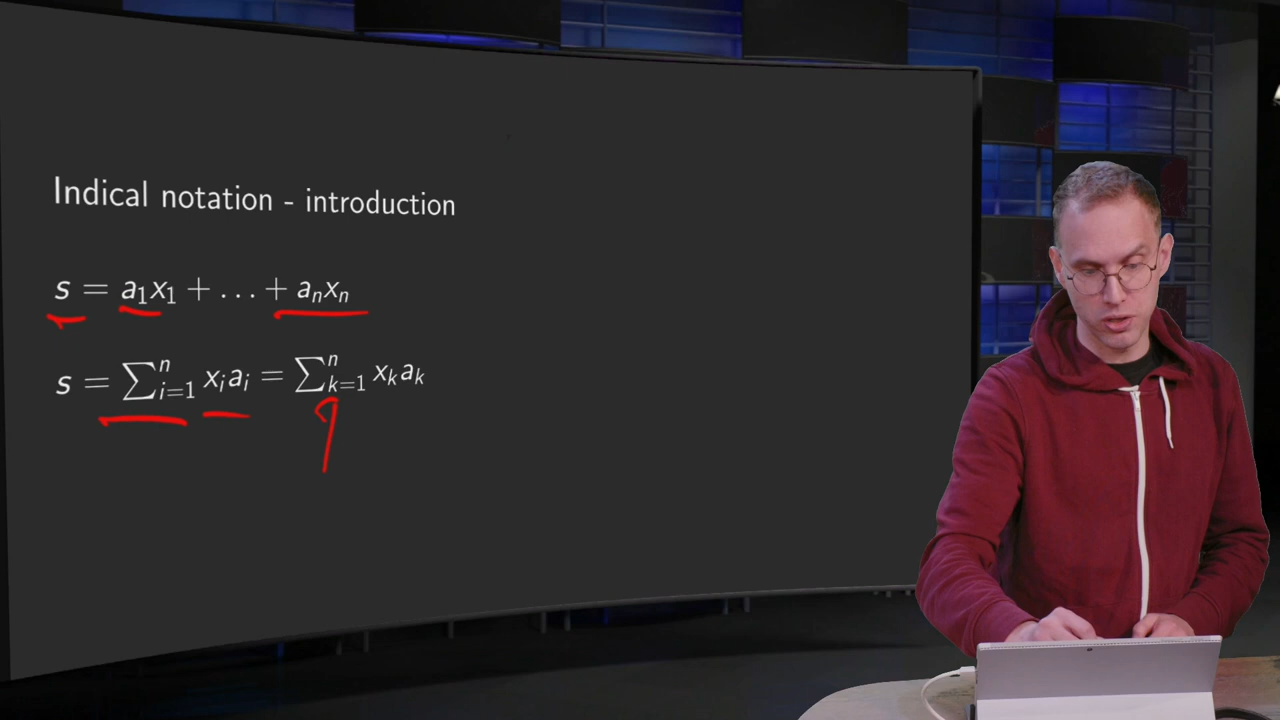 Indical notation - introduction
s = a₁x₁ + … + aₙxₙ
s = ∑ⁿᵢ₌₁ xᵢaᵢ = ∑ⁿₖ₌₁ xₖaₖ